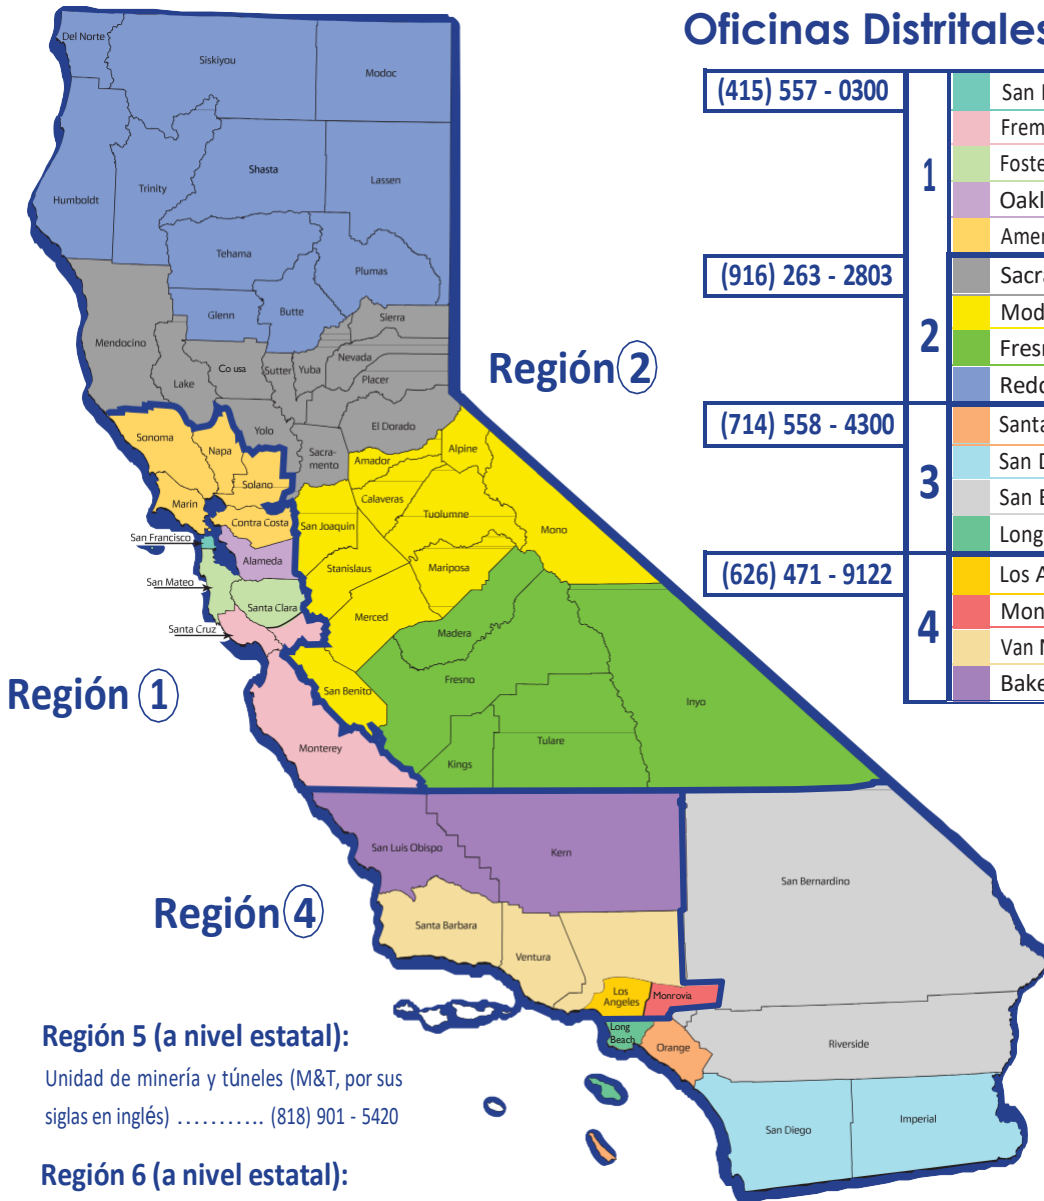 Oficinas Distritales
(415) 557 - 0300
1
San
Oakl
Amer
(916) 263 - 2803
2
Sacra
Mod
Fresn
Redd
(714) 558 - 4300
3
Santa
San D
San B
Long
(626) 471 - 9122
4
Los A
Mon
Van N
Bake
Del Norte
Siskiyou
Modoc
Humboldt
Trinity
Shasta
Lassen
Tehama
Plumas
Glenn
Butte
Mendocino
Lake
Co usa
Sutter
Yuba
Sierra
Nevada
Placer
El Dorado
Yolo
Sacra-
mento
Región 2
Sonoma
Napa
Solano
Marin
Contra Costa
San Francisco
Alameda
San Mateo
Santa Clara
Santa Cruz
Amador
Alpine
Calaveras
San Joaquin
Tuolumne
Mono
Stanislaus
Mariposa
Merced
Madera
San Benito
Fresno
Inyo
Tulare
Kings
Región 1
Monterey
San Luis Obispo
Kern
San Bernardino
Región 4
Santa Barbara
Ventura
Los
Angeles
Monrovia
Long
Beach
Orange
Riverside
San Diego
Imperial
Región 5 (a nivel estatal):
Unidad de minería y túneles (M&T, por sus
siglas en inglés) ........... (818) 901 - 5420
Región 6 (a nivel estatal):